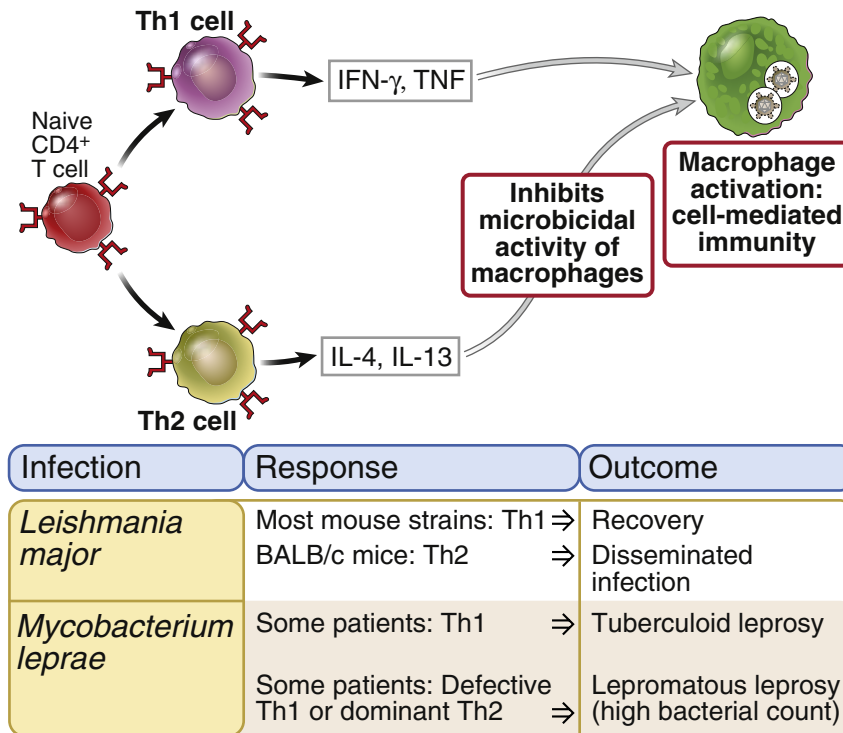 Th1 cell
IFN-γ, TNF
Naive
CD4+
T cell
Inhibits
microbicidal
activity of
macrophages
Macrophage
activation:
cell-mediated
immunity
IL-4, IL-13
Th2 cell
Infection Response Outcome
Leishmania
major
Most mouse strains: Th1 ⇒ Recovery
BALB/c mice: Th2 ⇒ Disseminated
infection
Mycobacterium
leprae
Some patients: Th1 ⇒ Tuberculoid leprosy
Some patients: Defective
Th1 or dominant Th2 ⇒ Lepromatous leprosy
(high bacterial count)